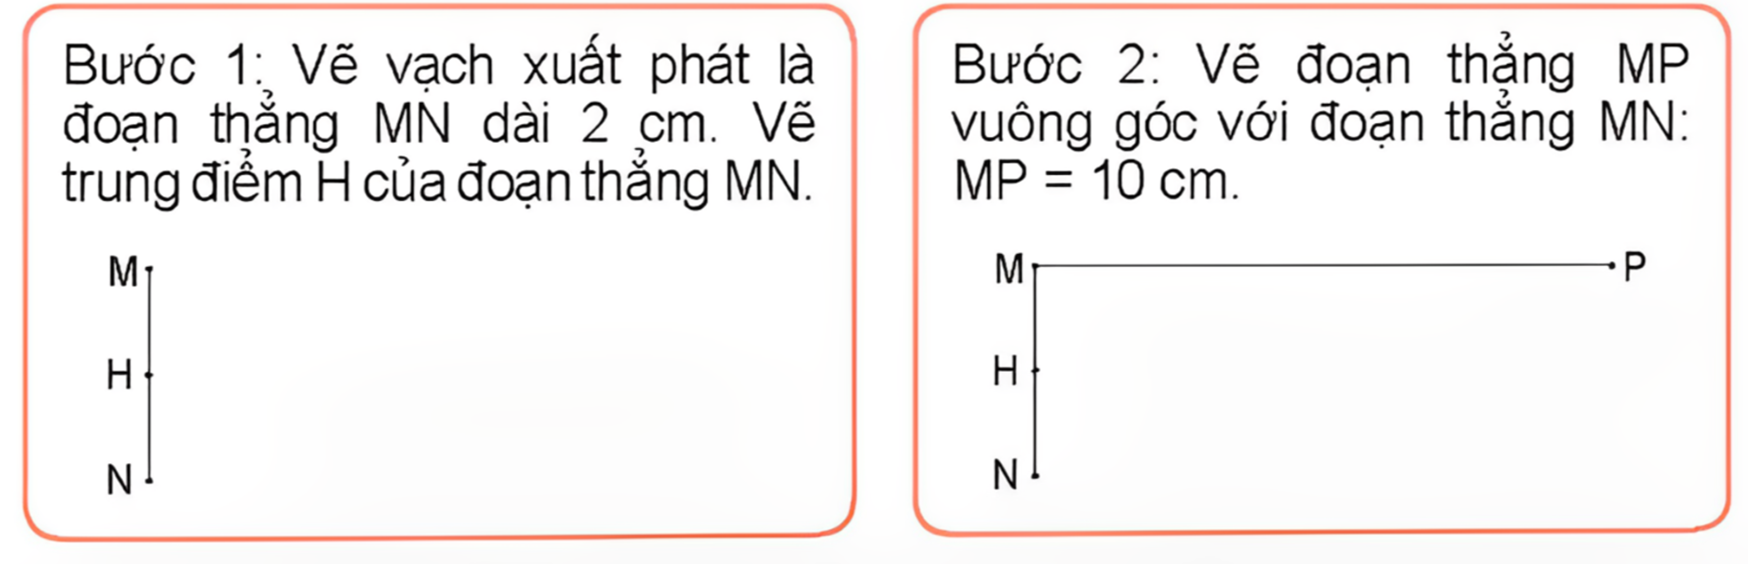 Bước 1: Vẽ vạch xuất phát là
đoạn thẳng MN dài 2 cm. Vẽ
trung điểm H của đoạn thẳng MN.
M
H
N
Bước 2: Vẽ đoạn thẳng MP
vuông góc với đoạn thẳng MN:
MP = 10 cm.
M P
H
N